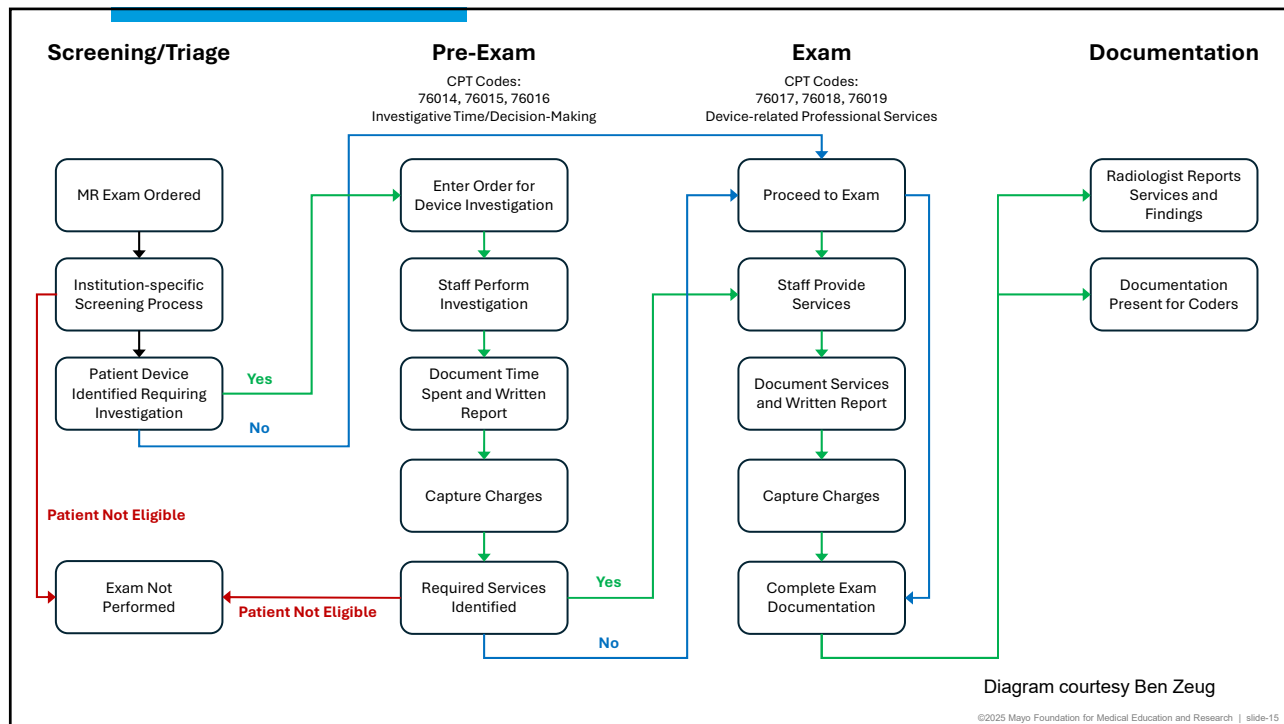 Screening/Triage
Pre-Exam
Exam
Documentation
CPT Codes:
76014, 76015, 76016
Investigative Time/Decision-Making
CPT Codes:
76017, 76018, 76019
Device-related Professional Services
MR Exam Ordered
Institution-specific
Screening Process
Patient Device
Identified Requiring
Investigation
Yes
No
Patient Not Eligible
Exam Not
Performed
Patient Not Eligible
Enter Order for
Device Investigation
Staff Perform
Investigation
Document Time
Spent and Written
Report
Capture Charges
Required Services
Identified
Yes
No
Proceed to Exam
Staff Provide
Services
Document Services
and Written Report
Capture Charges
Complete Exam
Documentation
Radiologist Reports
Services and
Findings
Documentation
Present for Coders
Diagram courtesy Ben Zeug
©2025 Mayo Foundation for Medical Education and Research | slide-15